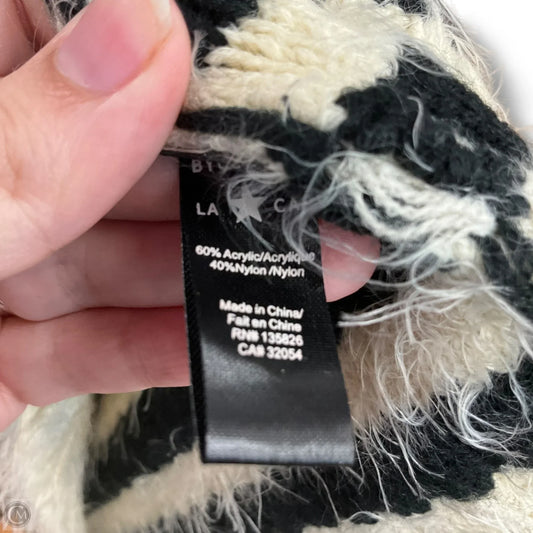 LA
60% Acrylic/Acrylique
40%Nylon /Nylon
Made in China/
Fait en Chine
RN# 135826
CA# 32054